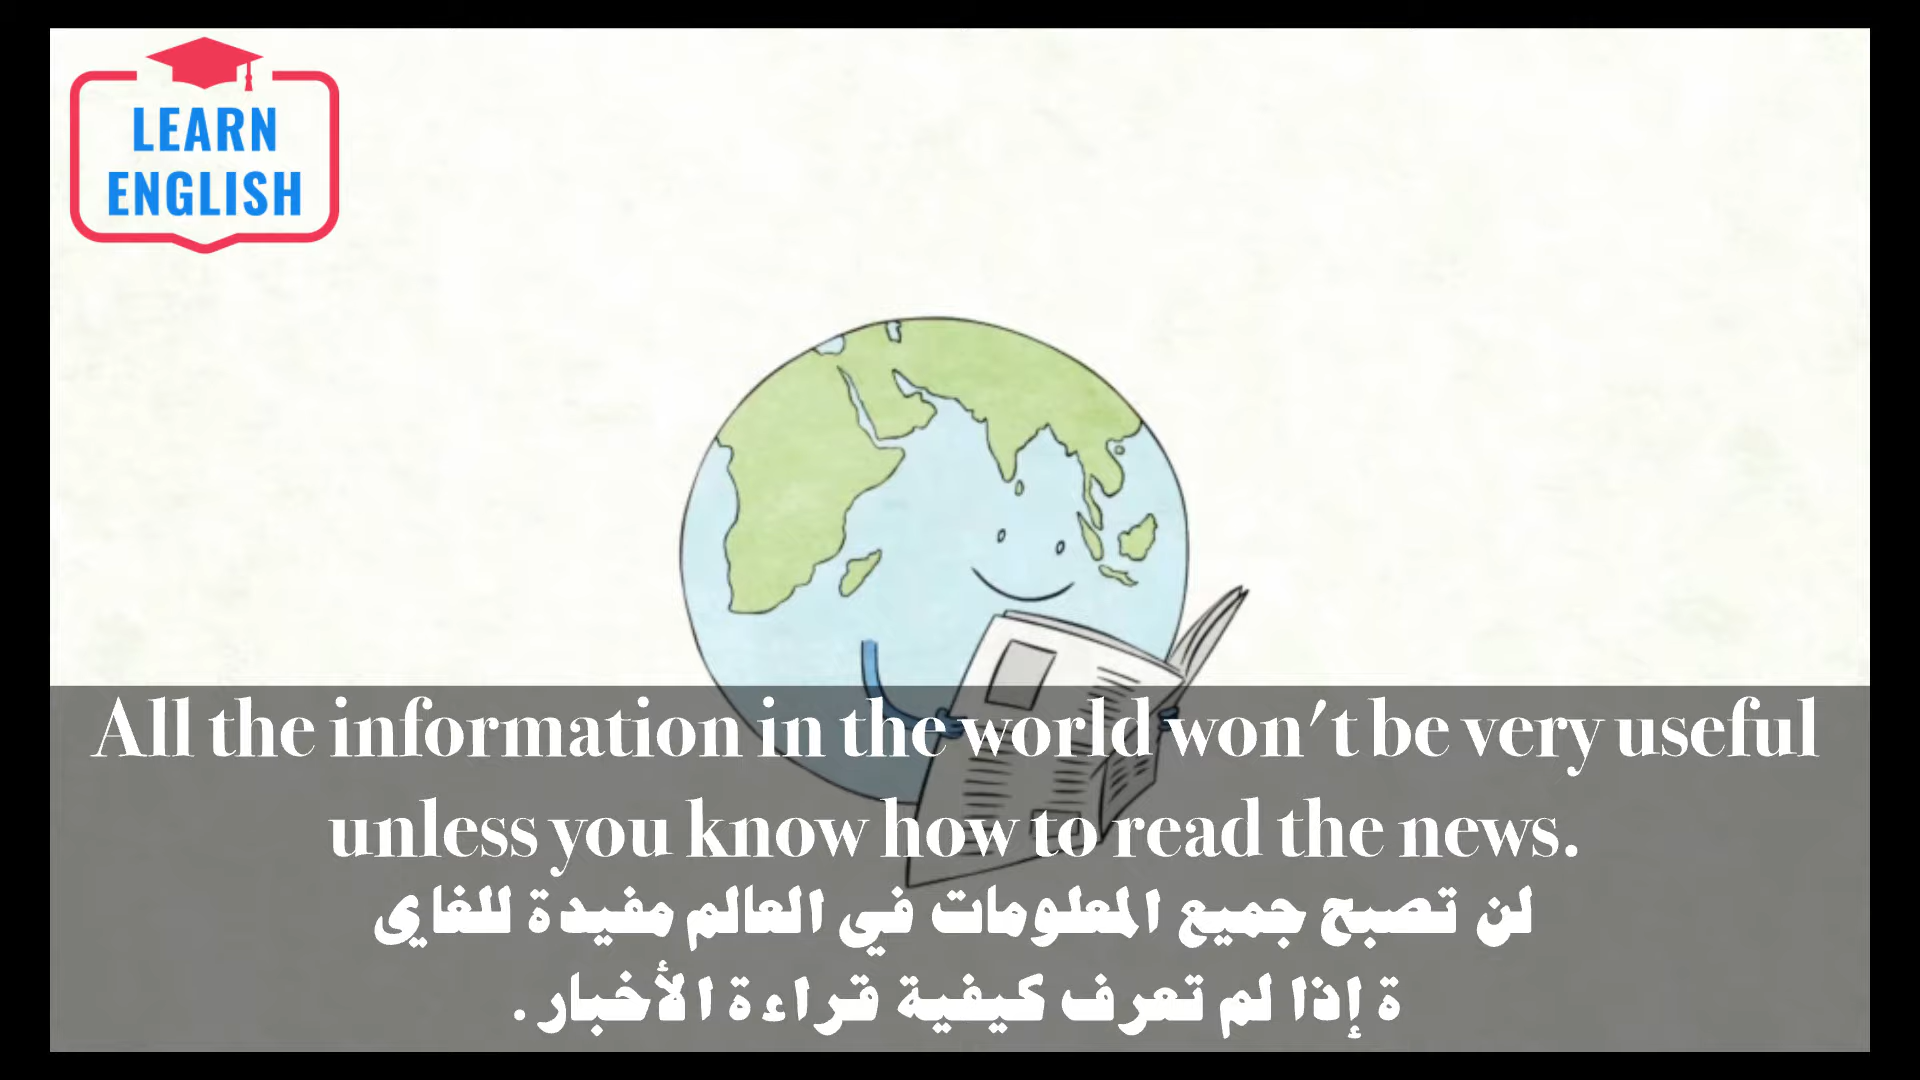 LEARN
ENGLISH
All the information in the world won't be very useful
unless you know how to read the news.
لن تصبح جميع المعلومات في العالم مفيدة للغاي
ة إذا لم تعرف كيفية قراءة الأخبار.